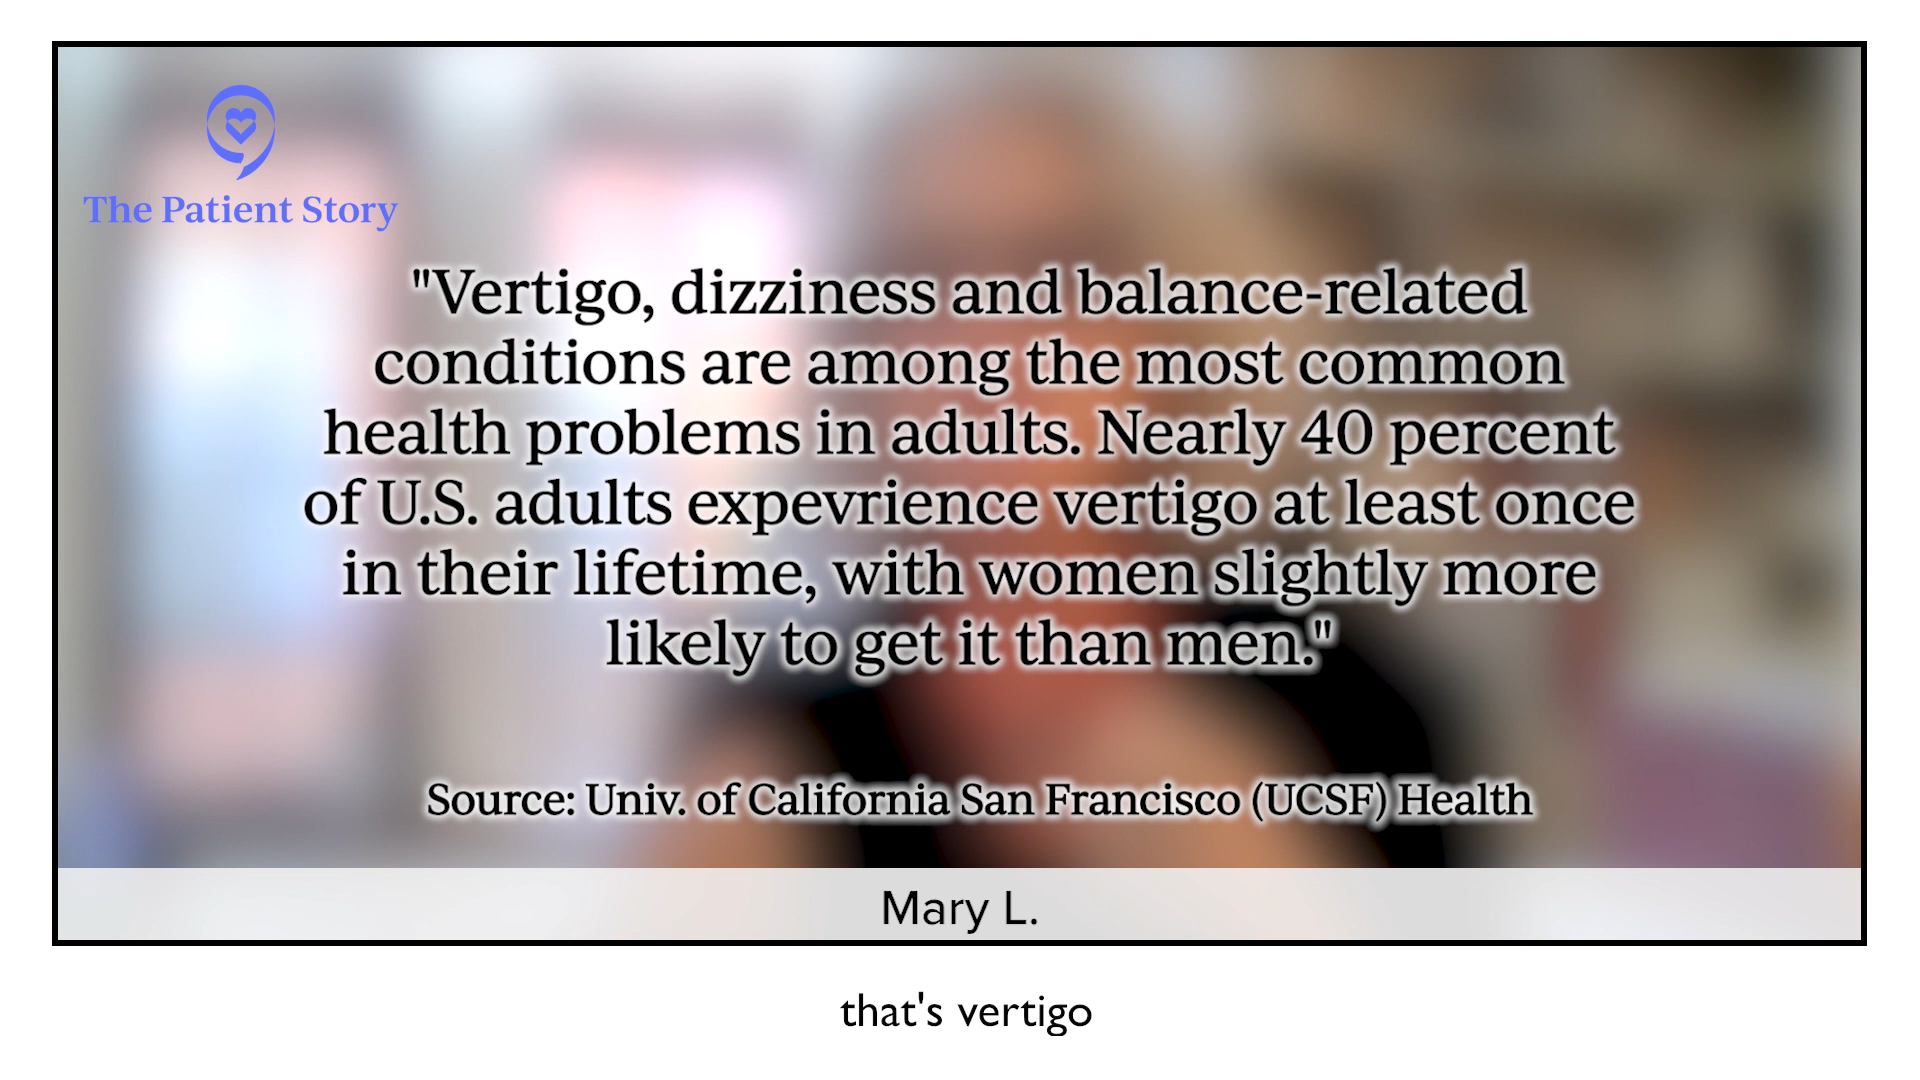 The Patient Story
"Vertigo, dizziness and balance-related
conditions are among the most common
health problems in adults. Nearly 40 percent
of U.S. adults expevrience vertigo at least once
in their lifetime, with women slightly more
likely to get it than men."
Source: Univ. of California San Francisco (UCSF) Health
Mary L.
that's vertigo